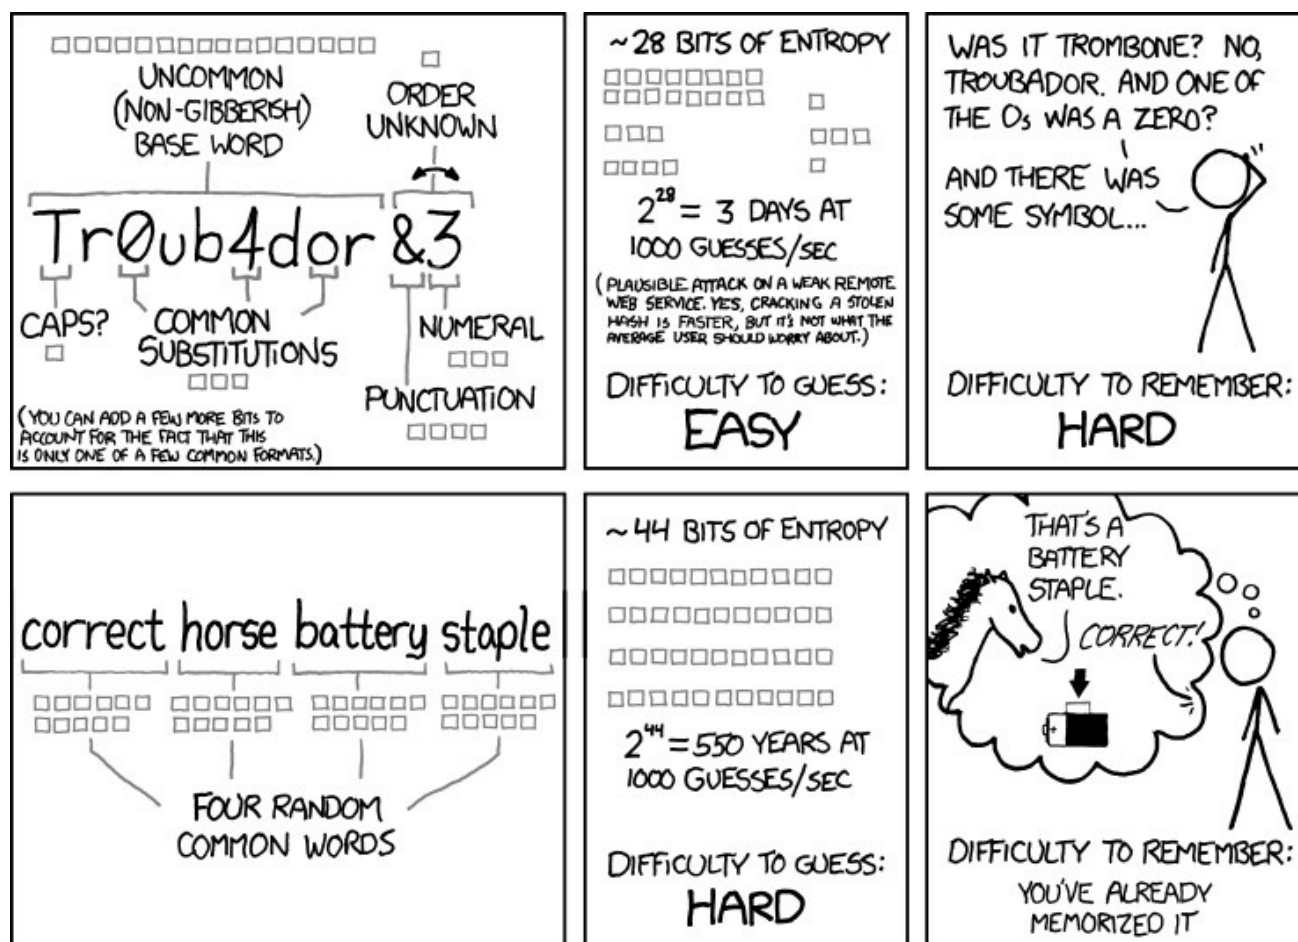 UNCOMMON
(NON-GIBBERISH)
BASE WORD
ORDER
UNKNOWN
Tr0ub4dor &3
CAPS?
COMMON
SUBSTITUTIONS
NUMERAL
PUNCTUATION
(YOU CAN ADD A FEW MORE BITS TO
ACCOUNT FOR THE FACT THAT THIS
IS ONLY ONE OF A FEW COMMON FORMATS.)
~28 BITS OF ENTROPY
2^28 = 3 DAYS AT
1000 GUESSES/SEC
(PLAUSIBLE ATTACK ON A WEAK REMOTE
WEB SERVICE. YES, CRACKING A STOLEN
HASH IS FASTER, BUT IT'S NOT WHAT THE
AVERAGE USER SHOULD WORRY ABOUT.)
DIFFICULTY TO GUESS:
EASY
WAS IT TROMBONE? NO,
TROUBADOR. AND ONE OF
THE Os WAS A ZERO?
AND THERE WAS
SOME SYMBOL...
DIFFICULTY TO REMEMBER:
HARD
correct horse battery staple
FOUR RANDOM
COMMON WORDS
~44 BITS OF ENTROPY
2^44 = 550 YEARS AT
1000 GUESSES/SEC
DIFFICULTY TO GUESS:
HARD
THAT'S A
BATTERY
STAPLE.
CORRECT!
DIFFICULTY TO REMEMBER:
YOU'VE ALREADY
MEMORIZED IT